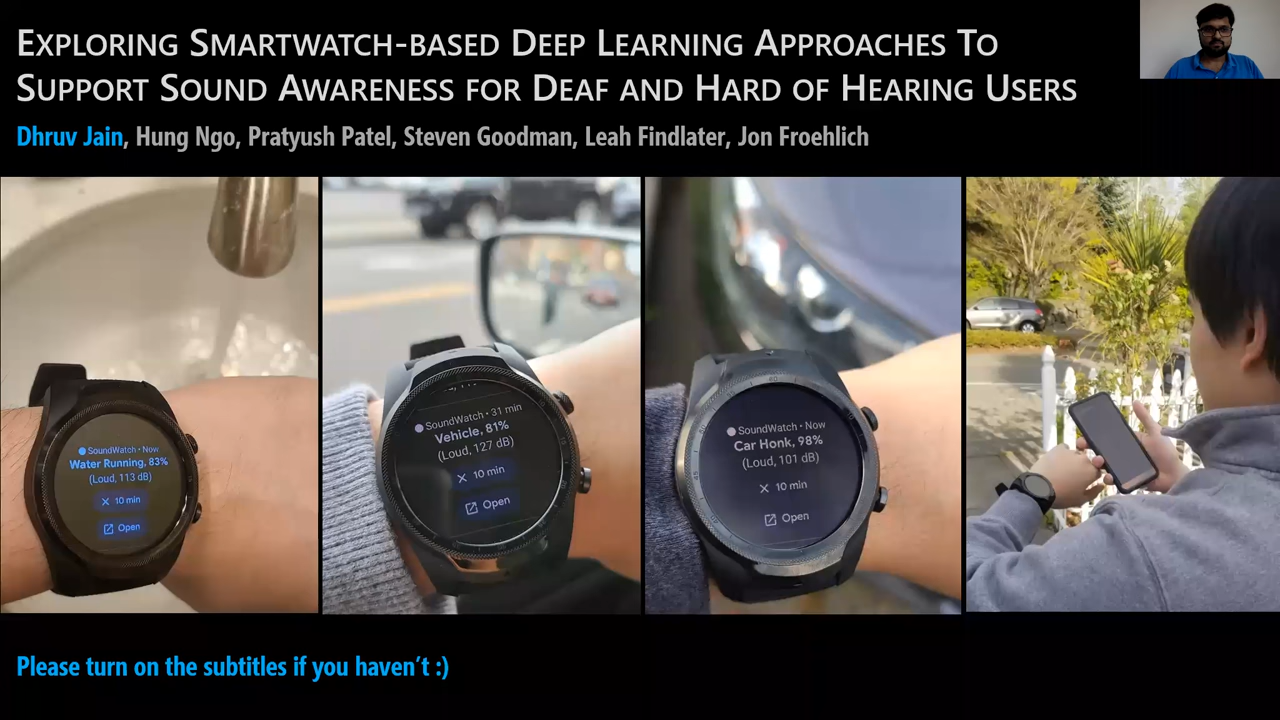 EXPLORING SMARTWATCH-BASED DEEP LEARNING APPROACHES TO
SUPPORT SOUND AWARENESS FOR DEAF AND HARD OF HEARING USERS
Dhruv Jain, Hung Ngo, Pratyush Patel, Steven Goodman, Leah Findlater, Jon Froehlich
SoundWatch • Now
Water Running, 83%
(Loud, 113 dB)
× 10 min
Open
SoundWatch • 31 min
Vehicle, 81%
(Loud, 127 dB)
× 10 min
Open
SoundWatch • Now
Car Honk, 98%
(Loud, 101 dB)
× 10 min
Open
Please turn on the subtitles if you haven't :)